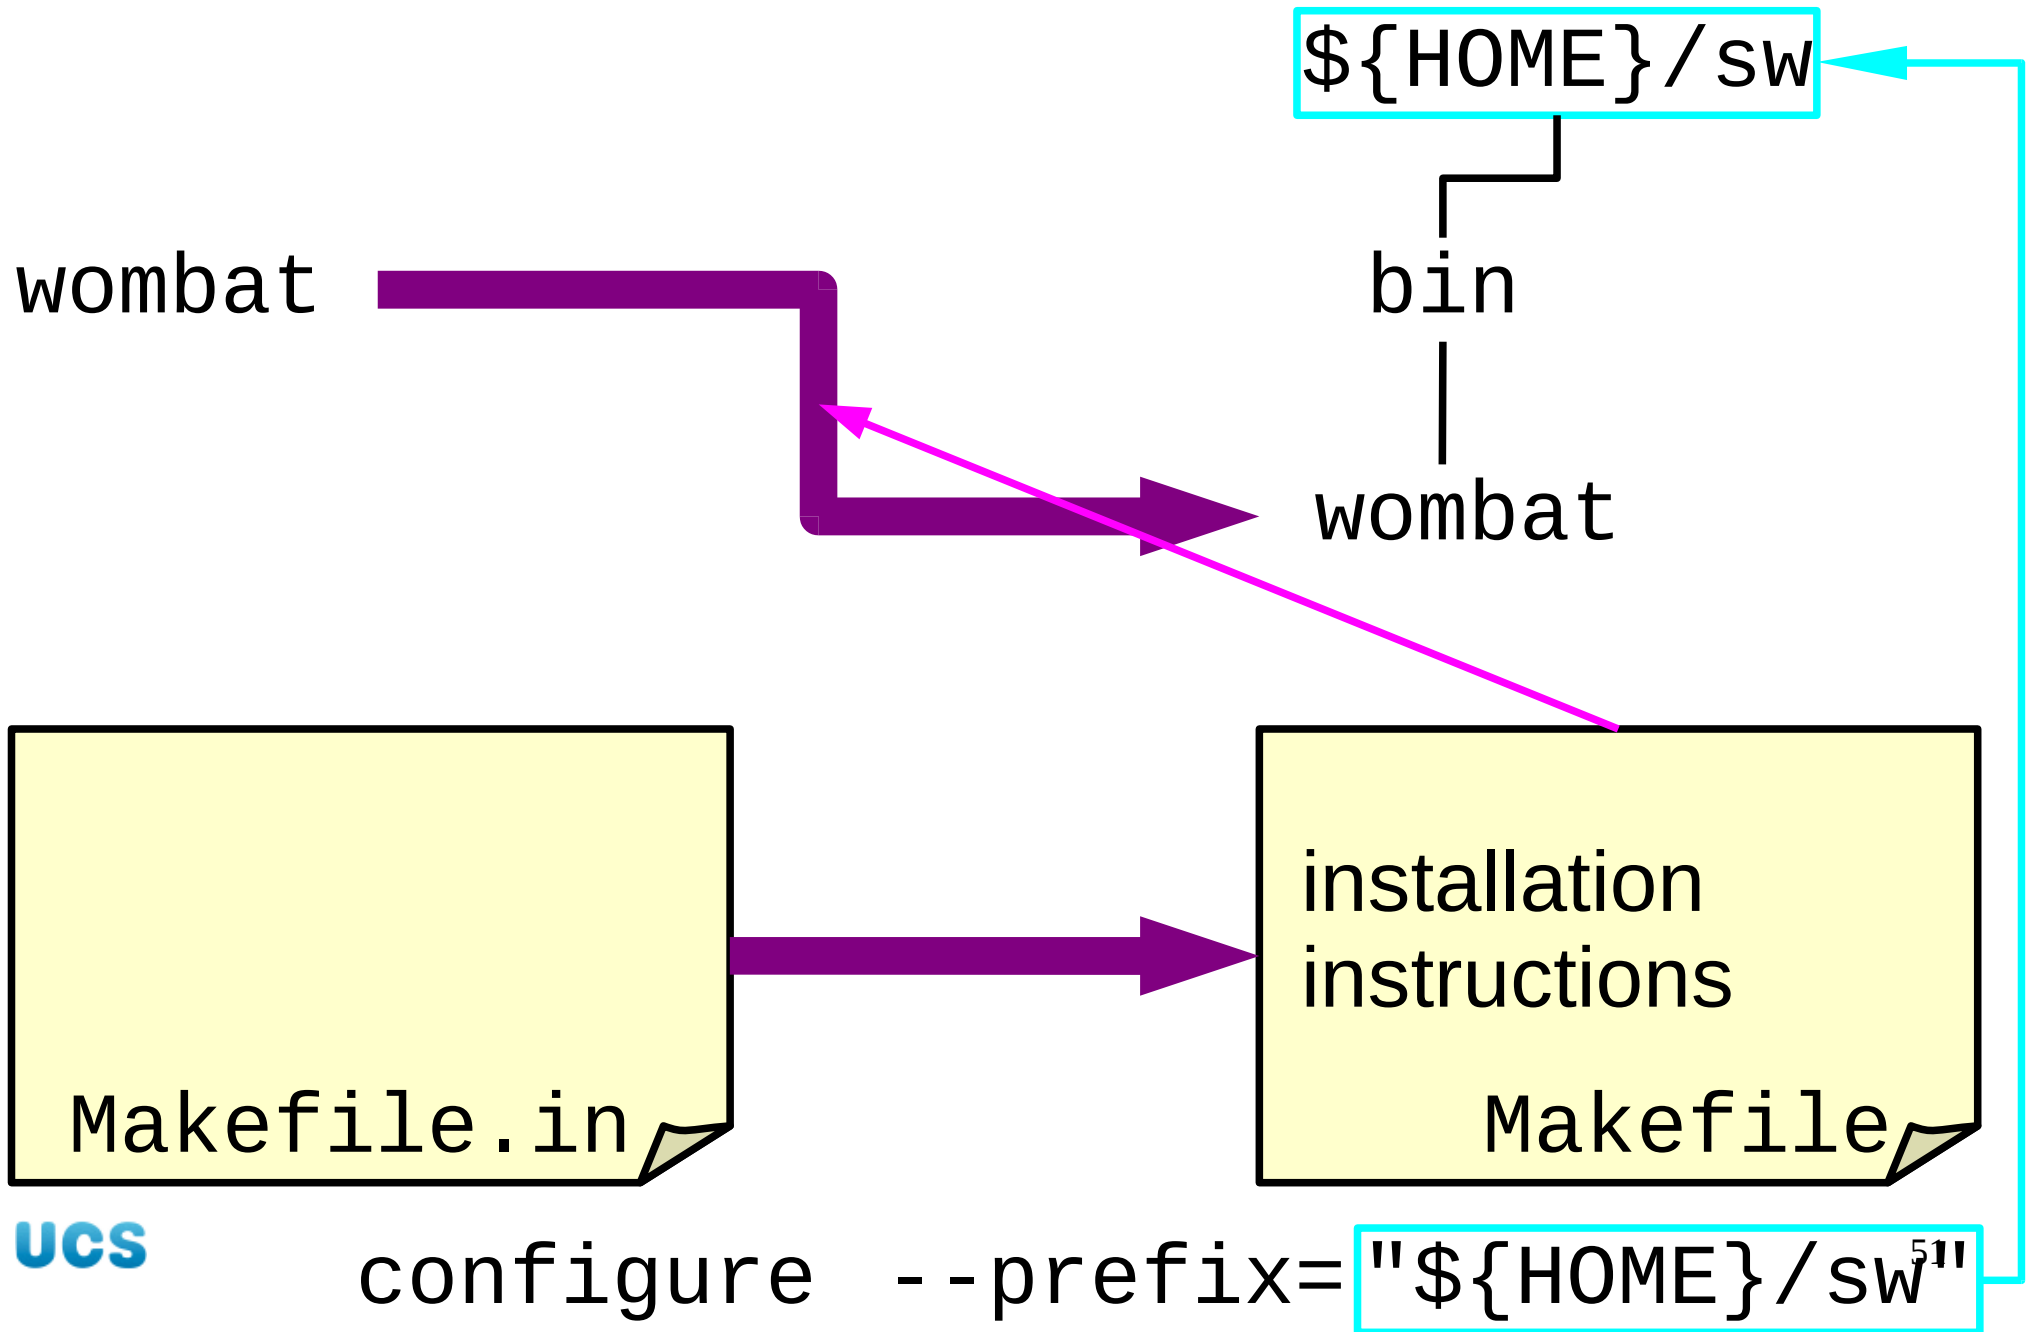 ${HOME}/sw
wombat
bin
wombat
installation
instructions
Makefile.in
Makefile
UCS
configure --prefix="${HOME}/sw"
51